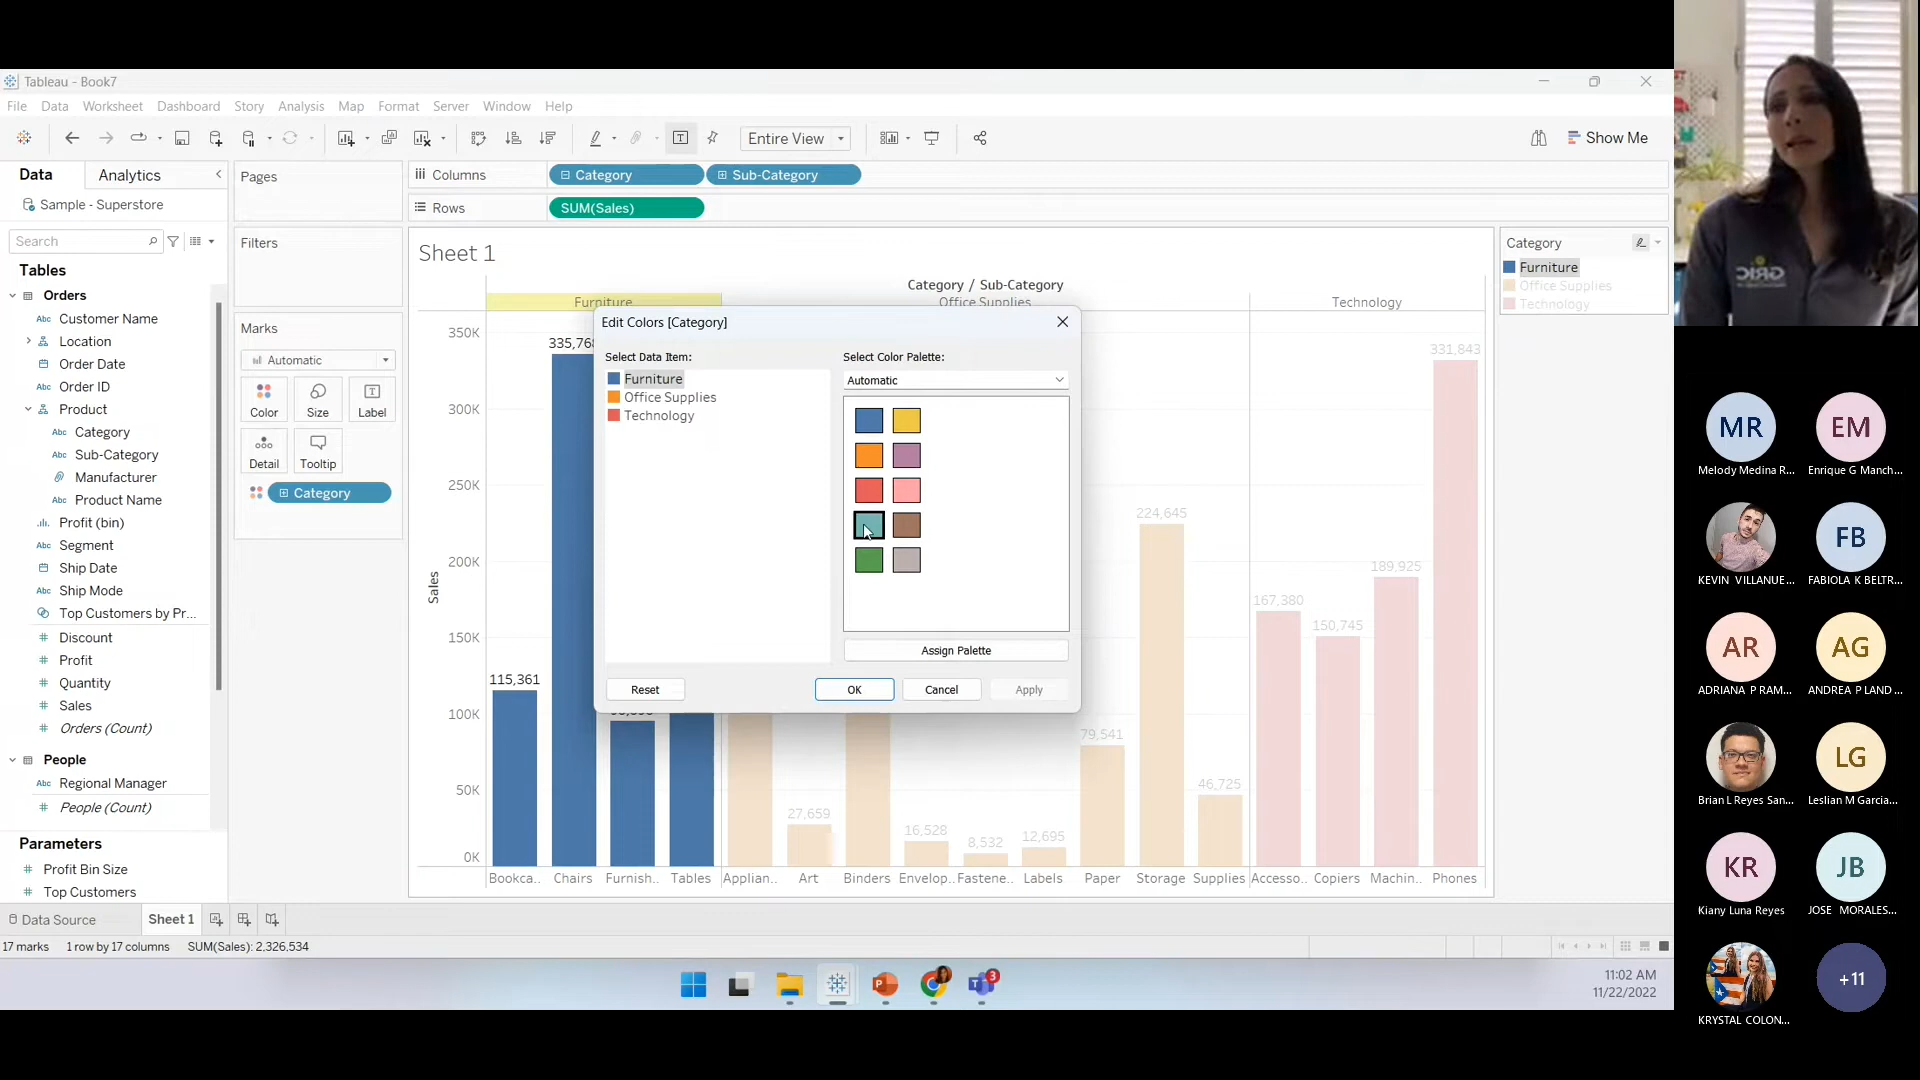 Tableau - Book7
File Data Worksheet Dashboard Story Analysis Map Format Server Window Help
Entire View
Show Me
Data
Analytics
Sample - Superstore
Search
Tables
Orders
Abc Customer Name
Location
Order Date
Abc Order ID
Product
Abc Category
Abc Sub-Category
Manufacturer
Abc Product Name
Profit (bin)
Abc Segment
Ship Date
Abc Ship Mode
Top Customers by Pr...
# Discount
# Profit
# Quantity
# Sales
# Orders (Count)
People
Abc Regional Manager
# People (Count)
Parameters
# Profit Bin Size
# Top Customers
Pages
Filters
Marks
Automatic
Color
Size
Label
Detail
Tooltip
Category
Columns
Category
Sub-Category
Rows
SUM(Sales)
Sheet 1
Category / Sub-Category
Furniture
Office Supplies
Technology
350K
300K
250K
200K
150K
100K
50K
0K
Sales
115,361
27,659
16,528
8,532
12,695
79,541
224,645
46,725
167,380
150,745
189,925
331,843
Bookca..
Chairs
Furnish..
Tables
Applian..
Art
Binders
Envelop..
Fastene..
Labels
Paper
Storage
Supplies
Accesso..
Copiers
Machin..
Phones
Edit Colors [Category]
Select Data Item:
Furniture
Office Supplies
Technology
Select Color Palette:
Automatic
Assign Palette
Reset
OK
Cancel
Apply
Category
Furniture
Office Supplies
Technology
Data Source
Sheet 1
17 marks
1 row by 17 columns
SUM(Sales): 2,326,534
3
11:02 AM
11/22/2022
MR
Melody Medina R...
EM
Enrique G Manch...
KEVIN VILLANUE...
FB
FABIOLA K BELTR...
AR
ADRIANA P RAM...
AG
ANDREA P LAND...
Brian L Reyes San...
LG
Leslian M Garcia...
KR
Kiany Luna Reyes
JB
JOSE MORALES...
KRYSTAL COLON...
+11